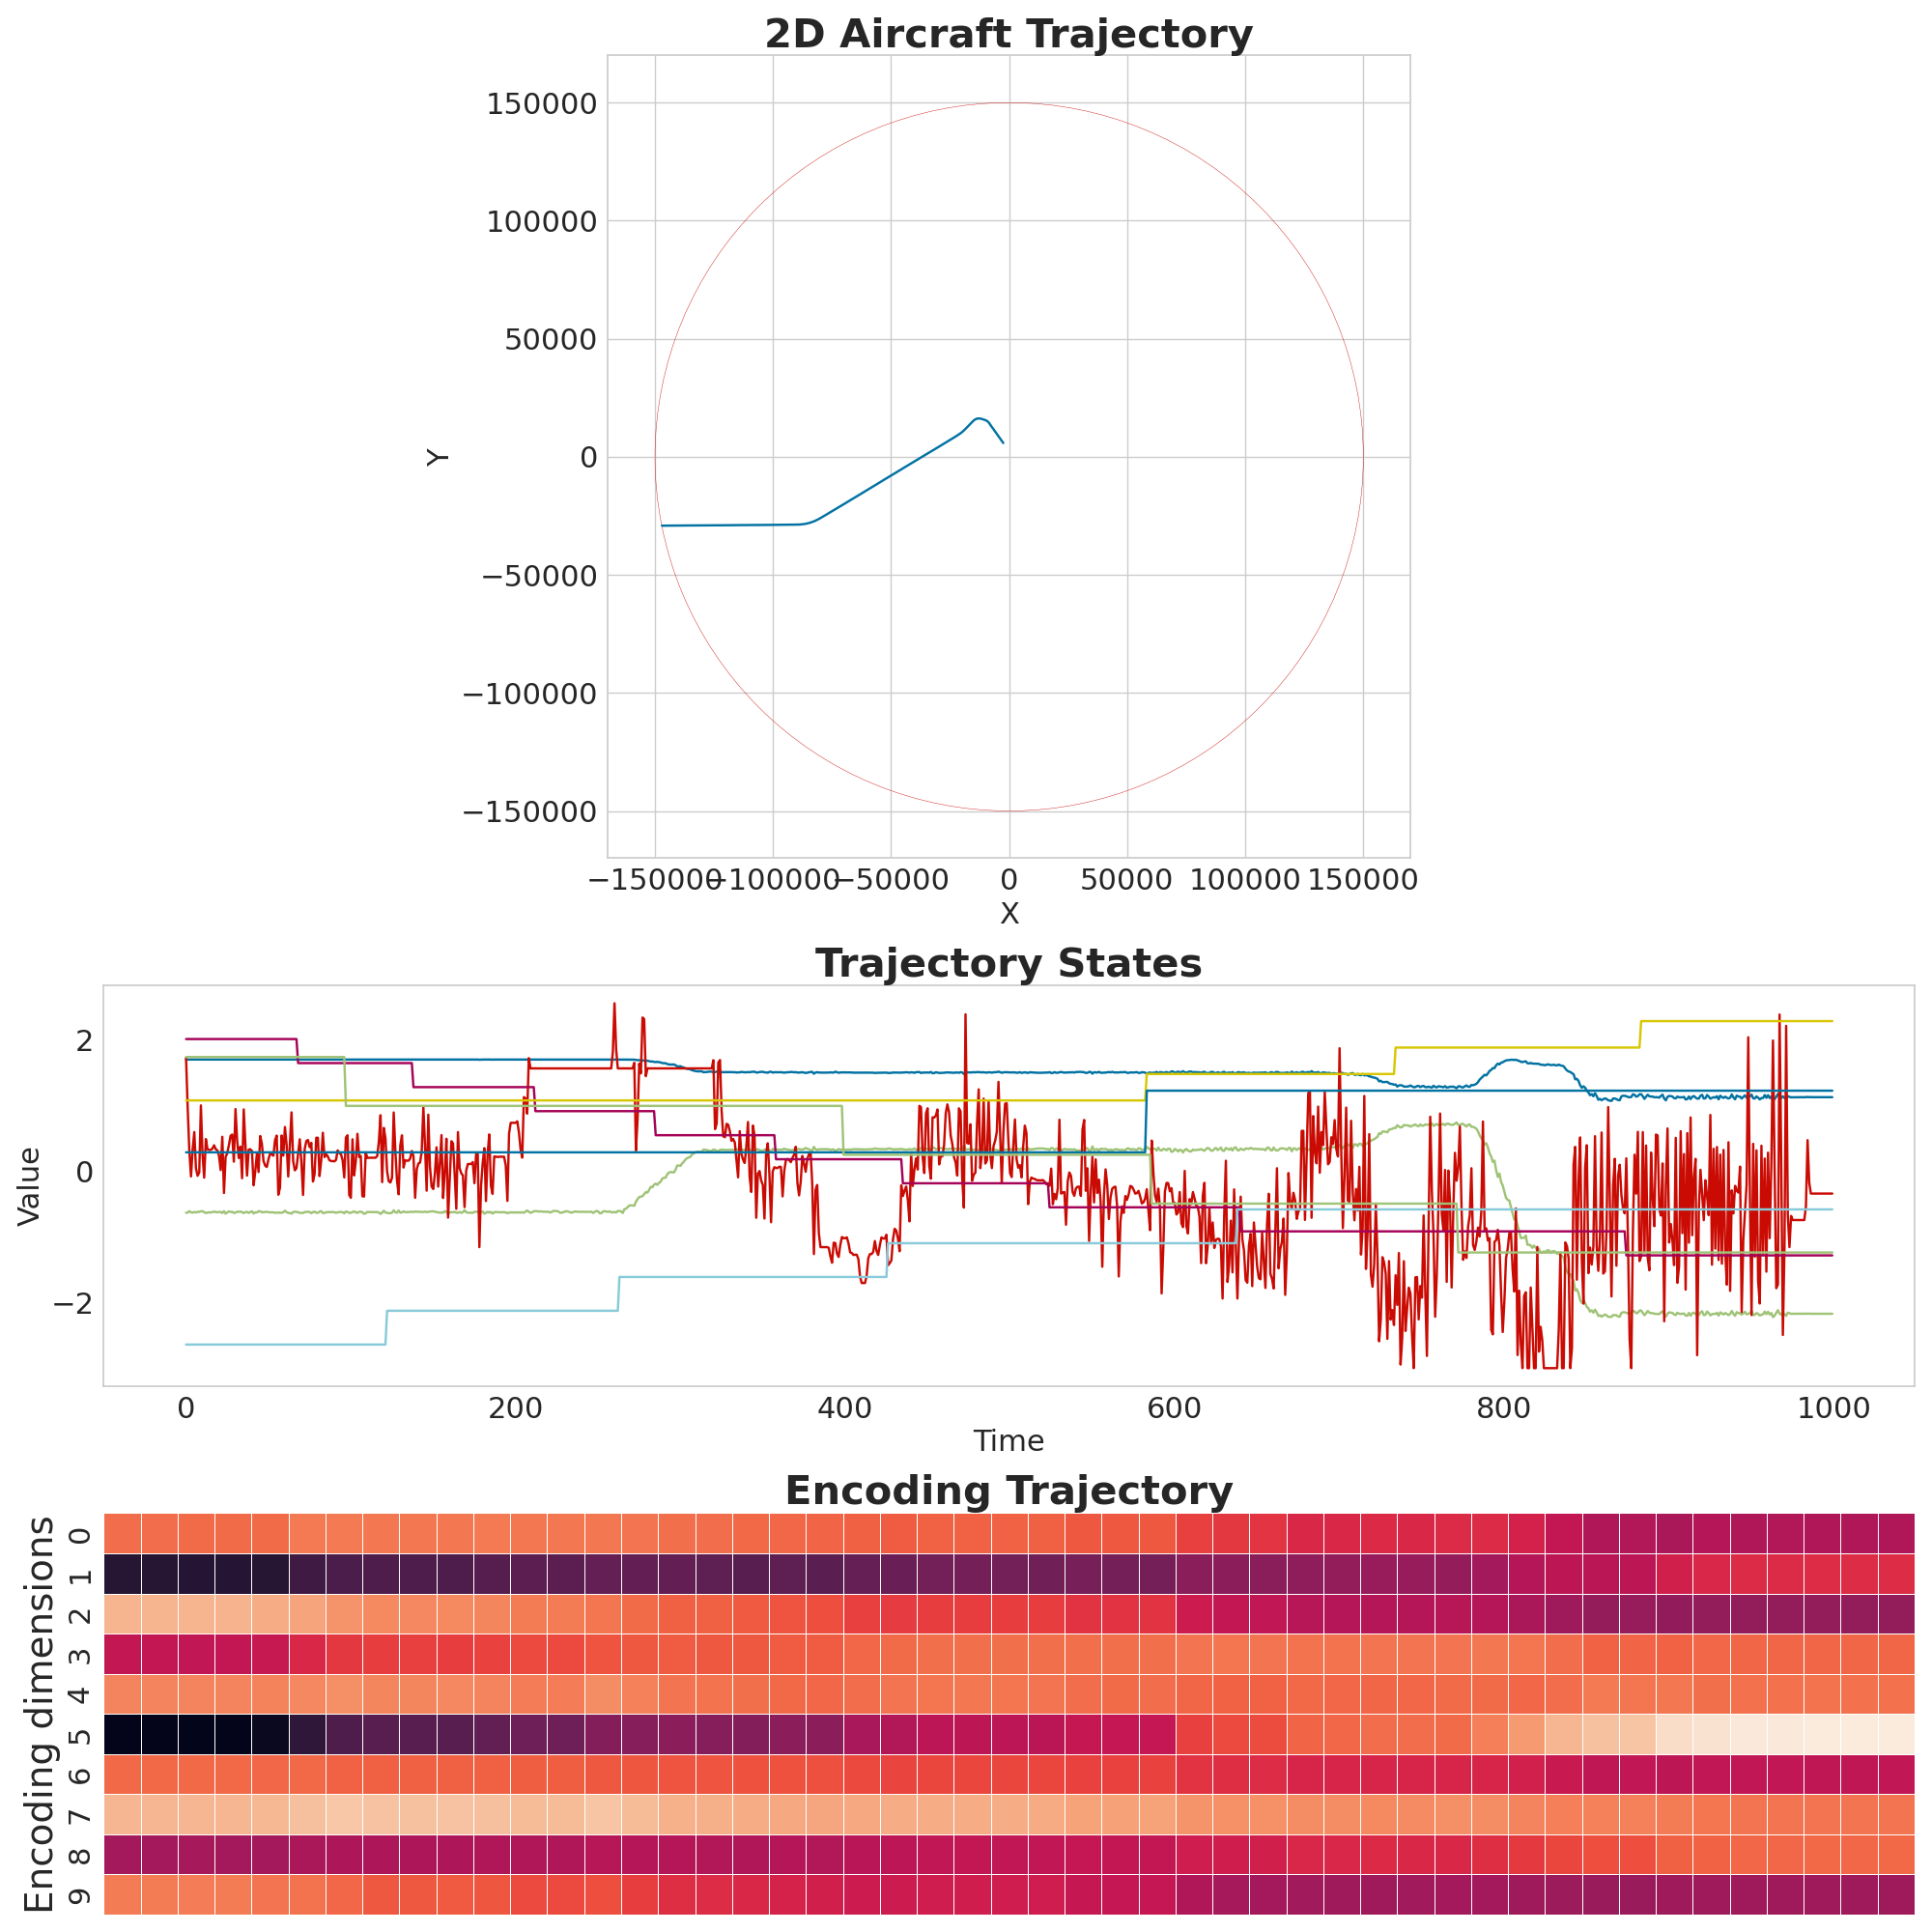 2D Aircraft Trajectory
150000
100000
50000
0
−50000
−100000
−150000
Y
−150000 −100000 −50000 0 50000 100000 150000
X
Trajectory States
2
0
−2
Value
0 200 400 600 800 1000
Time
Encoding Trajectory
Encoding dimensions
0
1
2
3
4
5
6
7
8
9